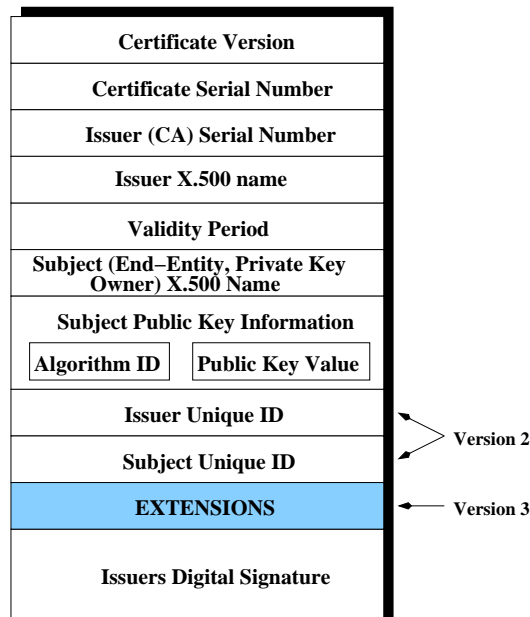 Certificate Version
Certificate Serial Number
Issuer (CA) Serial Number
Issuer X.500 name
Validity Period
Subject (End−Entity, Private Key
Owner) X.500 Name
Subject Public Key Information
Algorithm ID
Public Key Value
Issuer Unique ID
Version 2
Subject Unique ID
EXTENSIONS
Version 3
Issuers Digital Signature